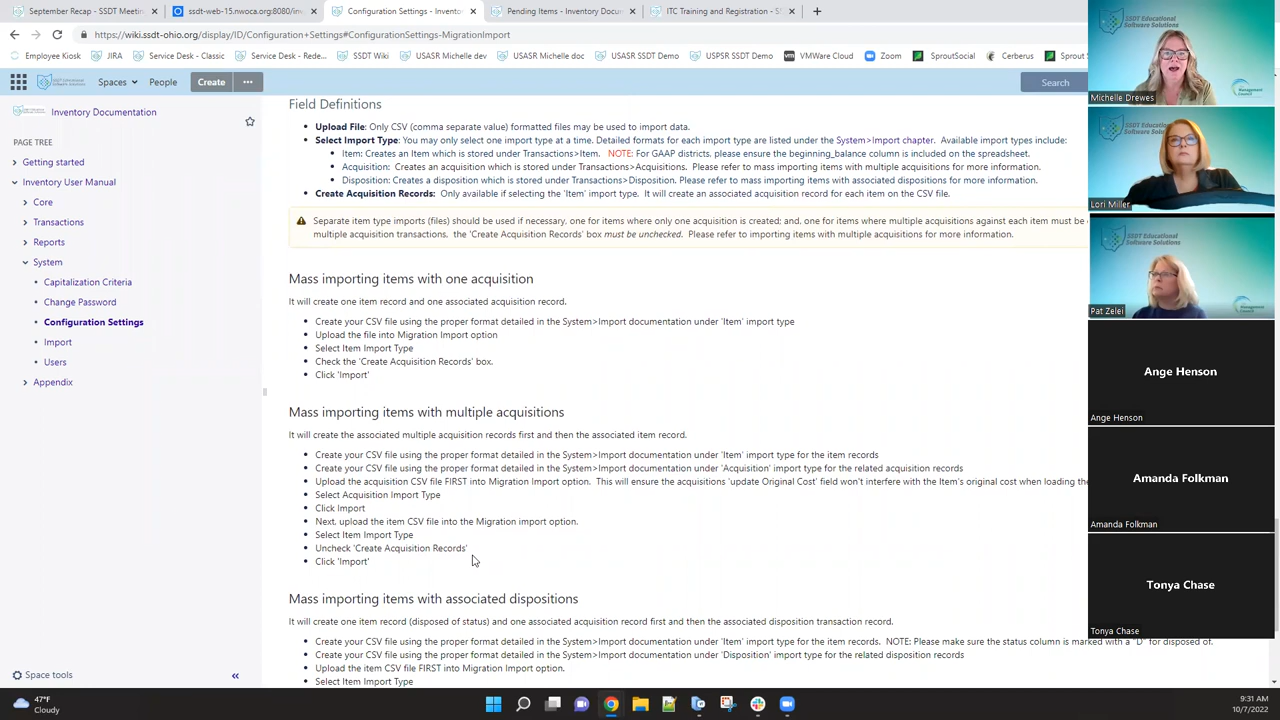 September Recap - SSDT Meetin
ssdt-web-15.nwoca.org:8080/inv
Configuration Settings - Invento
Pending Items - Inventory Docum
ITC Training and Registration - S
https://wiki.ssdt-ohio.org/display/ID/Configuration+Settings#ConfigurationSettings-MigrationImport
Employee Kiosk
JIRA
Service Desk - Classic
Service Desk - Rede...
SSDT Wiki
USASR Michelle dev
USASR Michelle doc
USASR SSDT Demo
USPSR SSDT Demo
VMWare Cloud
Zoom
SproutSocial
Cerberus
Sprout S
Spaces
People
Create
Search
Inventory Documentation
PAGE TREE
Getting started
Inventory User Manual
Core
Transactions
Reports
System
Capitalization Criteria
Change Password
Configuration Settings
Import
Users
Appendix
Space tools
Field Definitions
Upload File: Only CSV (comma separate value) formatted files may be used to import data.
Select Import Type: You may only select one import type at a time. Detailed formats for each import type are listed under the System>Import chapter. Available import types include:
Item: Creates an Item which is stored under Transactions>Item. NOTE: For GAAP districts, please ensure the beginning_balance column is included on the spreadsheet.
Acquisition: Creates an acquisition which is stored under Transactions>Acquisitions. Please refer to mass importing items with multiple acquisitions for more information.
Disposition: Creates a disposition which is stored under Transactions>Disposition. Please refer to mass importing items with associated dispositions for more information.
Create Acquisition Records: Only available if selecting the 'Item' import type. It will create an associated acquisition record for each item on the CSV file.
Separate item type import(files) should be used if necessary, one for items where only one acquisition is created; and, one for items where multiple acquisitions against each item must be
multiple acquisition transactions. the 'Create Acquisition Records' box must be unchecked. Please refer to importing items with multiple acquisitions for more information.
Mass importing items with one acquisition
It will create one item record and one associated acquisition record.
Create your CSV file using the proper format detailed in the System>Import documentation under 'Item' import type
Upload the file into Migration Import option
Select Item Import Type
Check the 'Create Acquisition Records' box.
Click 'Import'
Mass importing items with multiple acquisitions
It will create the associated multiple acquisition records first and then the associated item record.
Create your CSV file using the proper format detailed in the System>Import documentation under 'Item' import type for the item records
Create your CSV file using the proper format detailed in the System>Import documentation under 'Acquisition' import type for the related acquisition records
Upload the acquisition CSV file FIRST into Migration Import option. This will ensure the acquisitions 'update Original Cost' field won't interfere with the Item's original cost when loading the
Select Acquisition Import Type
Click Import
Next, upload the item CSV file into the Migration import option.
Select Item Import Type
Uncheck 'Create Acquisition Records'
Click 'Import'
Mass importing items with associated dispositions
It will create one item record (disposed of status) and one associated acquisition record first and then the associated disposition transaction record.
Create your CSV file using the proper format detailed in the System>Import documentation under 'Item' import type for the item records. NOTE: Please make sure the status column is marked with a "D" for disposed of.
Create your CSV file using the proper format detailed in the System>Import documentation under 'Disposition' import type for the related disposition records
Upload the item CSV file FIRST into Migration Import option.
Select Item Import Type
Michelle Drewes
Lori Miller
Pat Zelei
Ange Henson
Ange Henson
Amanda Folkman
Amanda Folkman
Tonya Chase
Tonya Chase
47°F
Cloudy
9:31 AM
10/7/2022